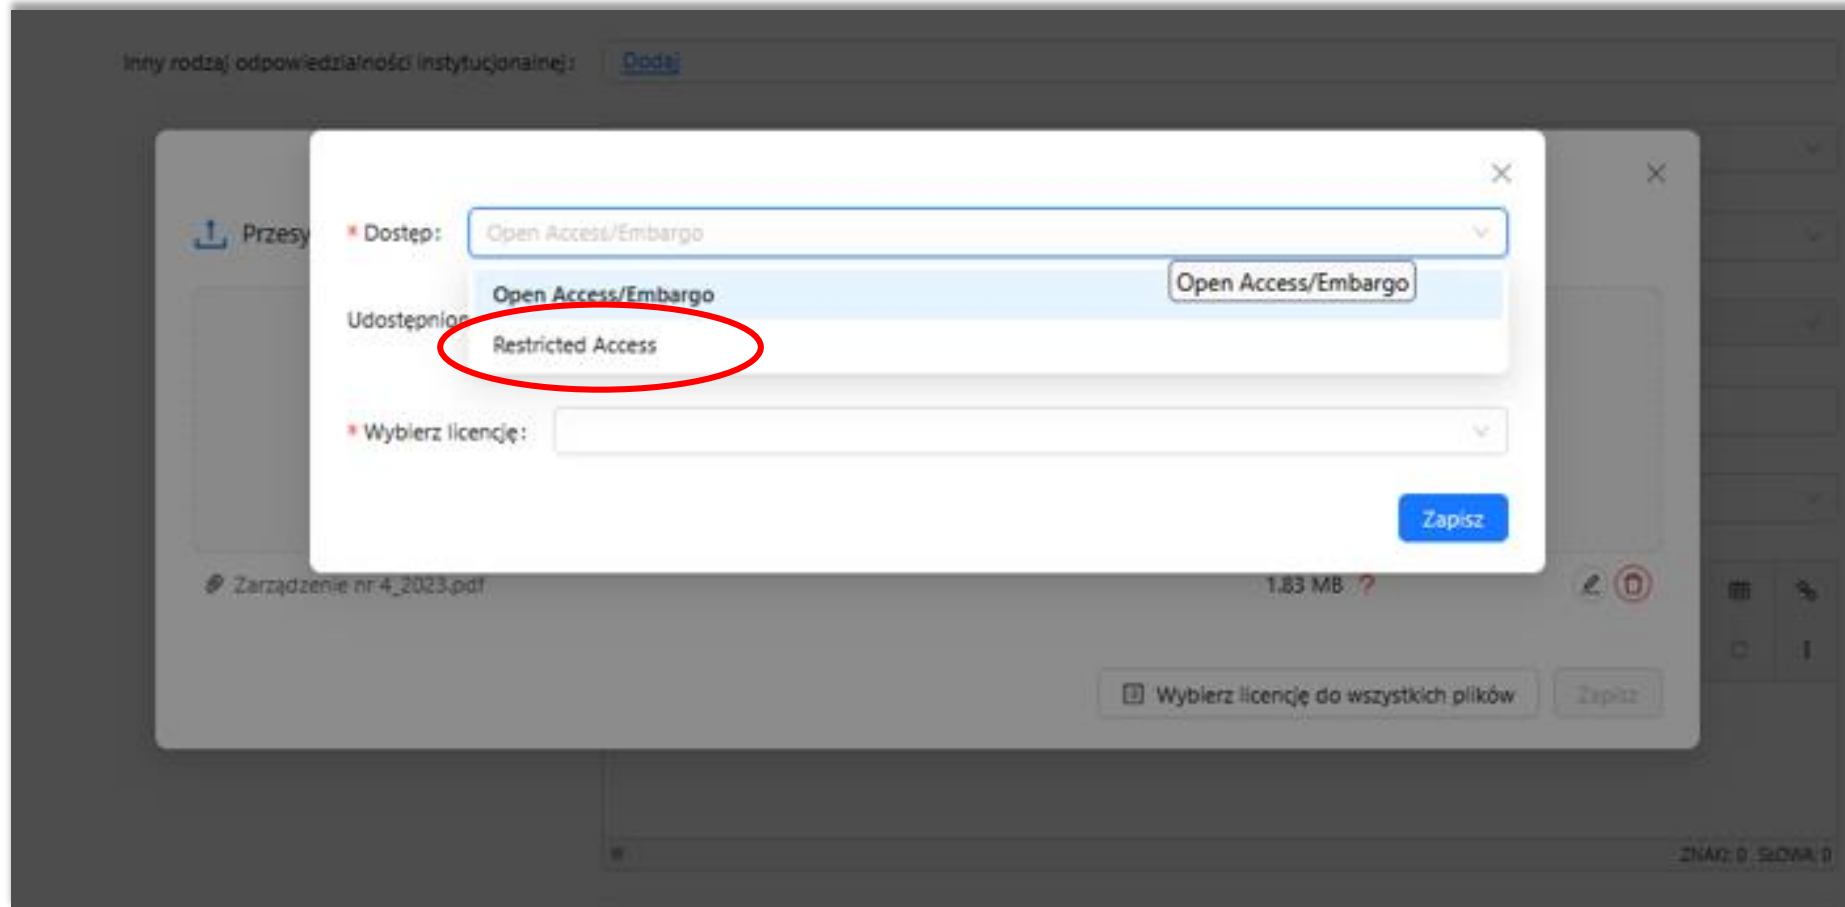 Inny rodzaj odpowiedzialności instytucjonalnej: Dodaj
Przesy
* Dostęp: Open Access/Embargo
Open Access/Embargo
Open Access/Embargo
Udostępnion
Restricted Access
* Wybierz licencję:
Zapisz
Zarządzenie nr 4_2023.pdf 1.83 MB ?
Wybierz licencję do wszystkich plików Zapisz
ZNAKI: 0 SŁOWA: 0